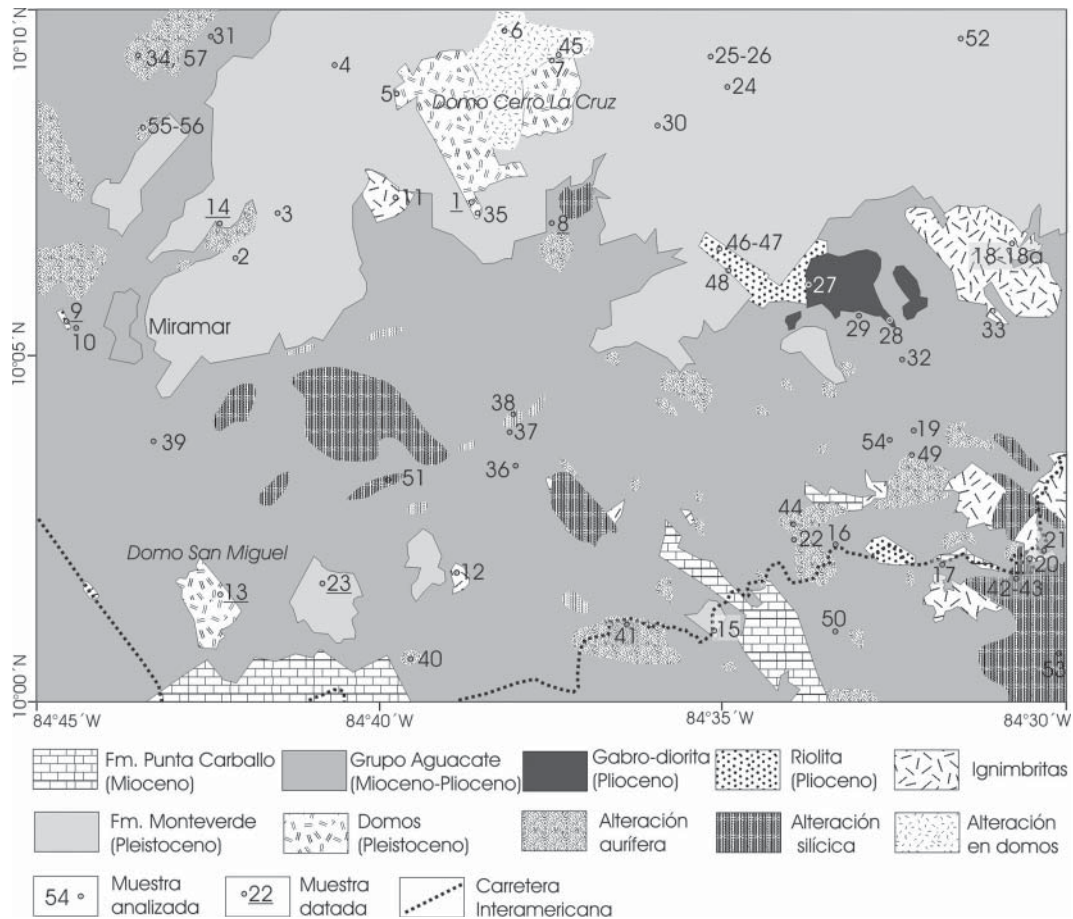 10°10´N
31
34, 57
4
6
45
7
25-26
52
24
5
Domo Cerro La Cruz
55-56
30
11
1
35
14
3
8
2
46-47
48
18-18a
27
9
10
Miramar
29
28
33
32
10°05´N
38
37
39
36
54
19
49
51
44
22
16
21
20
Domo San Miguel
12
17
42-43
13
23
41
15
50
40
53
10°00´N
84°45´W
84°40´W
84°35´W
84°30´W
Fm. Punta Carballo
(Mioceno)
Grupo Aguacate
(Mioceno-Plioceno)
Gabro-diorita
(Plioceno)
Riolita
(Plioceno)
Ignimbritas
Fm. Monteverde
(Pleistoceno)
Domos
(Pleistoceno)
Alteración
aurífera
Alteración
silícica
Alteración
en domos
54
Muestra
analizada
22
Muestra
datada
Carretera
Interamericana